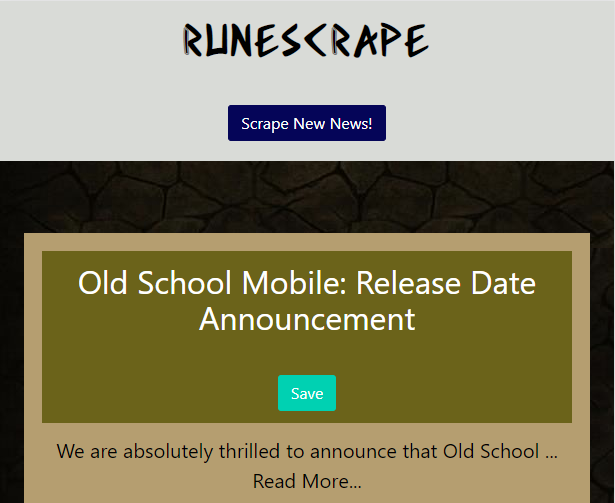 RUNESCRAPE
Scrape New News!
Old School Mobile: Release Date
Announcement
Save
We are absolutely thrilled to announce that Old School ...
Read More...